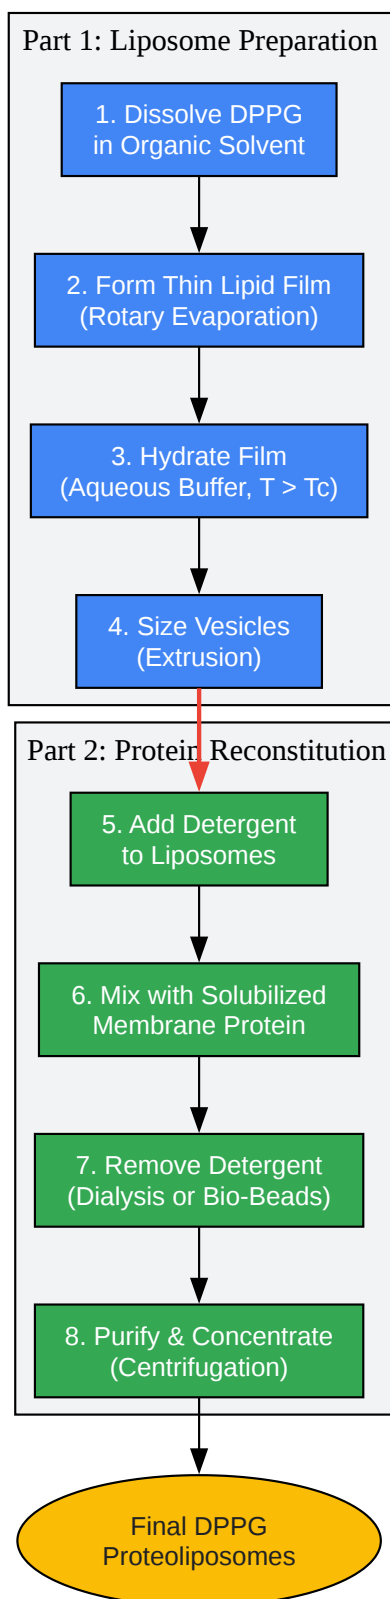 Part 1: Liposome Preparation
1. Dissolve DPPG
in Organic Solvent
2. Form Thin Lipid Film
(Rotary Evaporation)
3. Hydrate Film
(Aqueous Buffer, T > Tc)
4. Size Vesicles
(Extrusion)
Part 2: Protein Reconstitution
5. Add Detergent
to Liposomes
6. Mix with Solubilized
Membrane Protein
7. Remove Detergent
(Dialysis or Bio-Beads)
8. Purify & Concentrate
(Centrifugation)
Final DPPG
Proteoliposomes